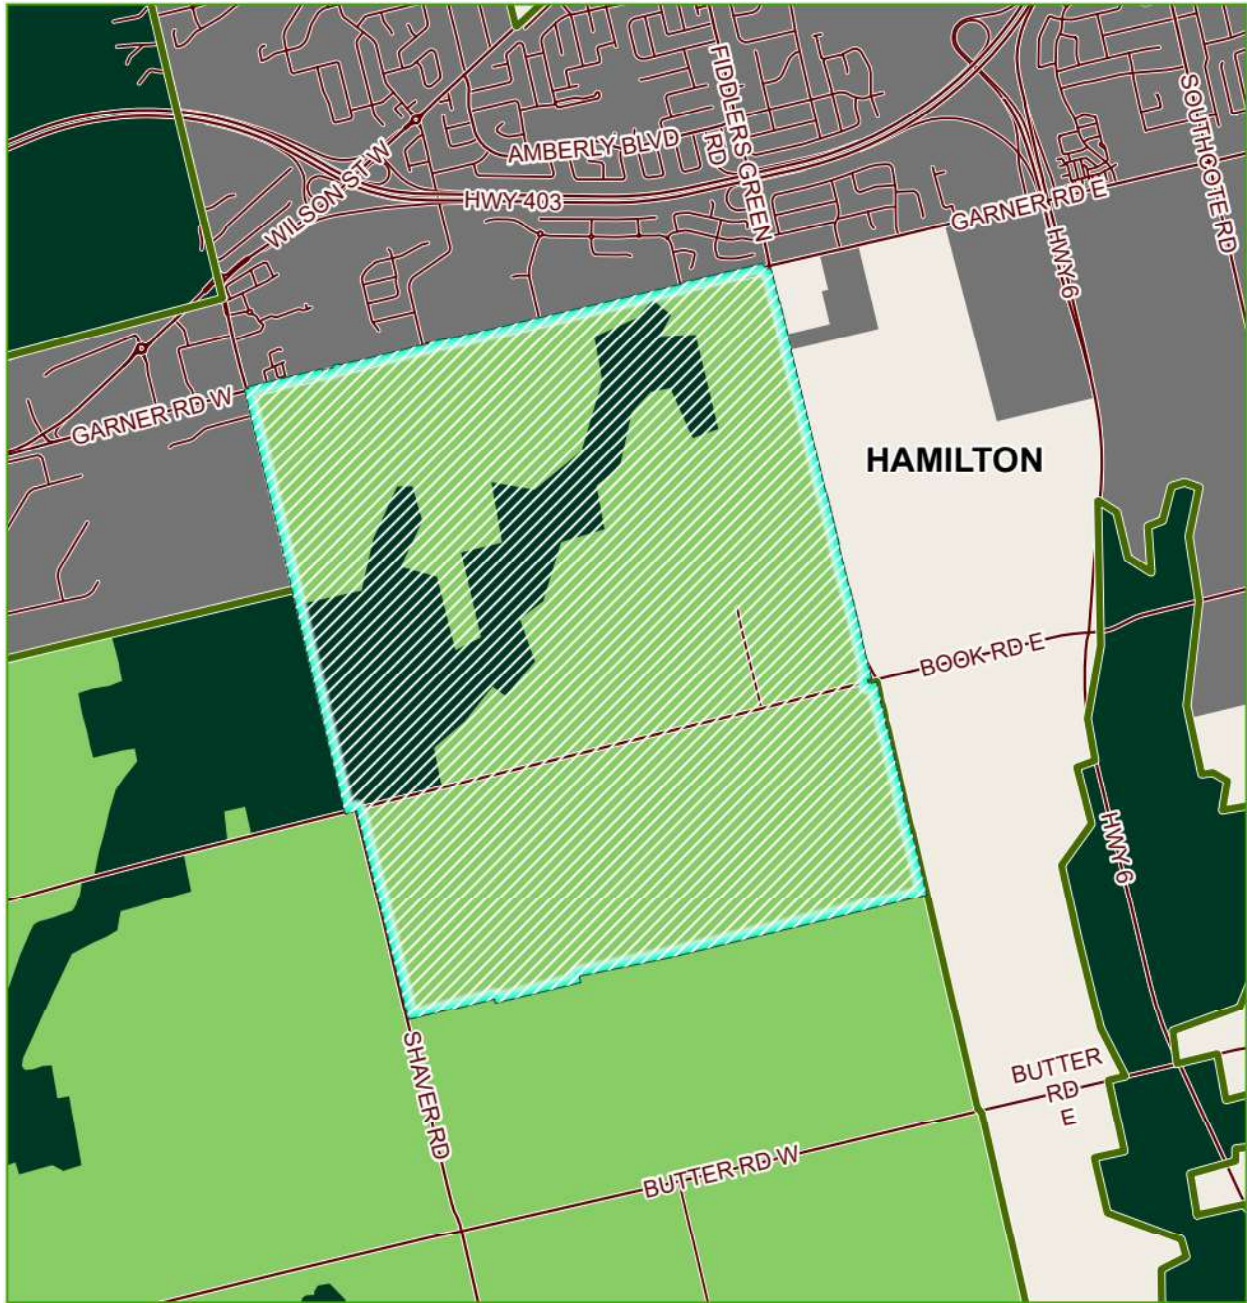 FIDDLERS GREEN
RD
SOUTHCOTE RD
AMBERLY BLVD
WILSON ST W
HWY 403
GARNER RD E
HWY 6
GARNER RD W
HAMILTON
BOOK RD E
HWY 6
SHAVER RD
BUTTER
RD
E
BUTTER RD W